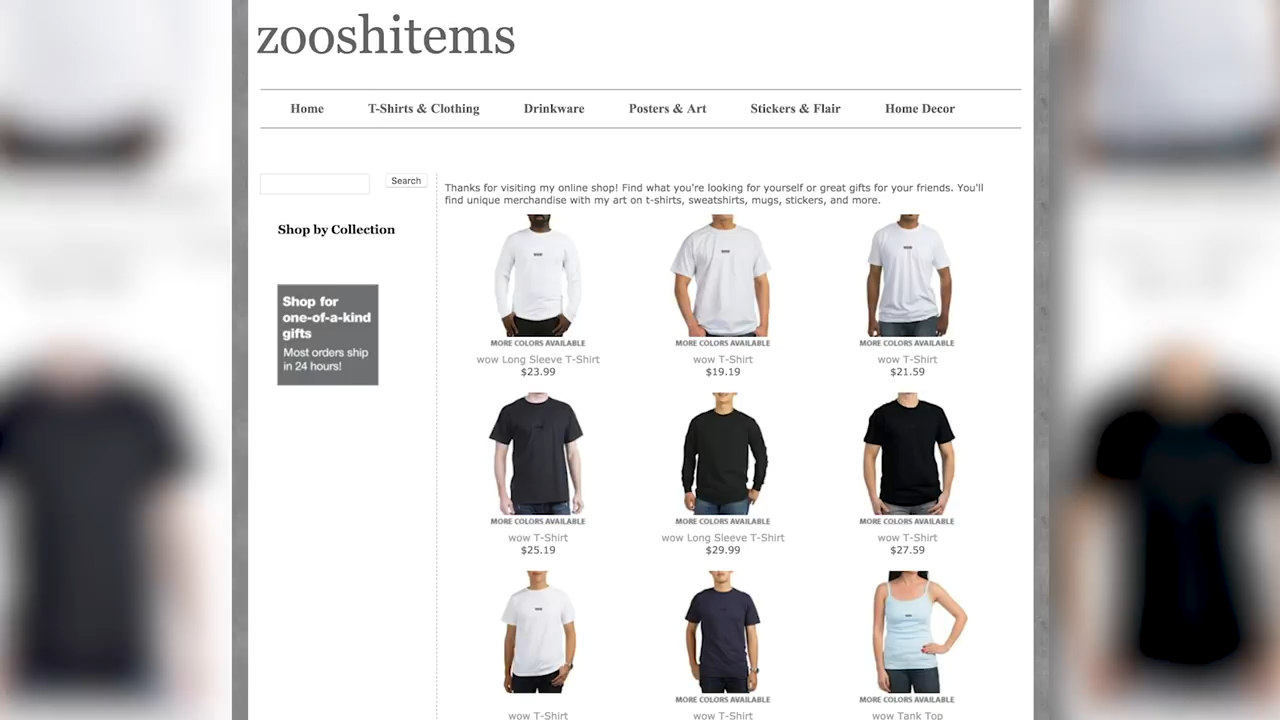 zooshitems
Home T-Shirts & Clothing Drinkware Posters & Art Stickers & Flair Home Decor
Search
Thanks for visiting my online shop! Find what you're looking for yourself or great gifts for your friends. You'll
find unique merchandise with my art on t-shirts, sweatshirts, mugs, stickers, and more.
Shop by Collection
Shop for
one-of-a-kind
gifts
Most orders ship
in 24 hours!
MORE COLORS AVAILABLE MORE COLORS AVAILABLE MORE COLORS AVAILABLE
wow Long Sleeve T-Shirt wow T-Shirt wow T-Shirt
$23.99 $19.19 $21.59
MORE COLORS AVAILABLE MORE COLORS AVAILABLE MORE COLORS AVAILABLE
wow T-Shirt wow Long Sleeve T-Shirt wow T-Shirt
$25.19 $29.99 $27.59
MORE COLORS AVAILABLE MORE COLORS AVAILABLE
wow T-Shirt wow T-Shirt wow Tank Top